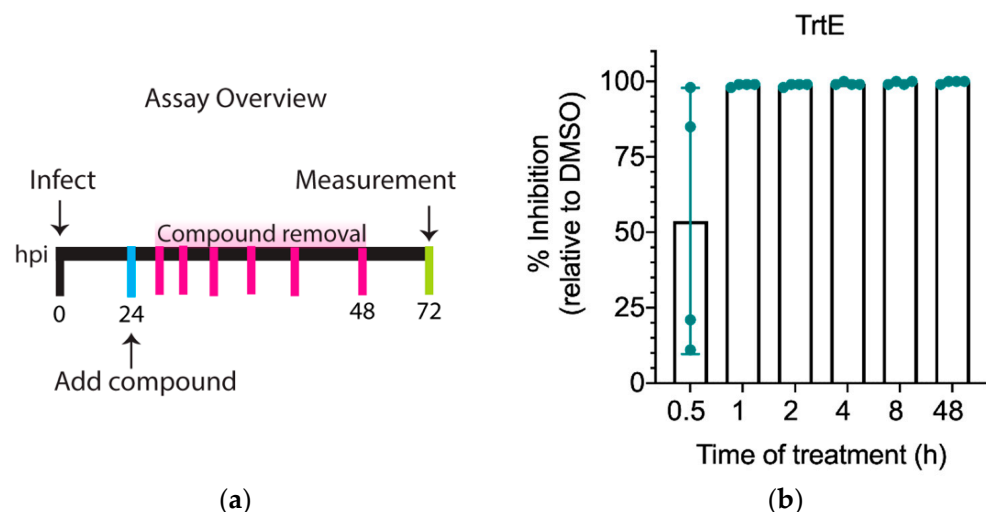 Assay Overview
Infect
Measurement
Compound removal
hpi
0
24
48
72
Add compound
(a)
TrtE
% Inhibition
(relative to DMSO)
100
75
50
25
0
0.5 1 2 4 8 48
Time of treatment (h)
(b)